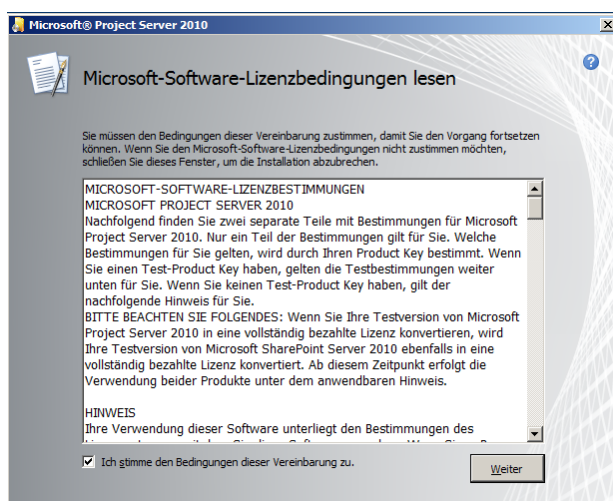 Microsoft® Project Server 2010
Microsoft-Software-Lizenzbedingungen lesen
Sie müssen den Bedingungen dieser Vereinbarung zustimmen, damit Sie den Vorgang fortsetzen
können. Wenn Sie den Microsoft-Software-Lizenzbedingungen nicht zustimmen möchten,
schließen Sie dieses Fenster, um die Installation abzubrechen.
MICROSOFT-SOFTWARE-LIZENZBESTIMMUNGEN
MICROSOFT PROJECT SERVER 2010
Nachfolgend finden Sie zwei separate Teile mit Bestimmungen für Microsoft
Project Server 2010. Nur ein Teil der Bestimmungen gilt für Sie. Welche
Bestimmungen für Sie gelten, wird durch Ihren Product Key bestimmt. Wenn
Sie einen Test-Product Key haben, gelten die Testbestimmungen weiter
unten für Sie. Wenn Sie keinen Test-Product Key haben, gilt der
nachfolgende Hinweis für Sie.
BITTE BEACHTEN SIE FOLGENDES: Wenn Sie Ihre Testversion von Microsoft
Project Server 2010 in eine vollständig bezahlte Lizenz konvertieren, wird
Ihre Testversion von Microsoft SharePoint Server 2010 ebenfalls in eine
vollständig bezahlte Lizenz konvertiert. Ab diesem Zeitpunkt erfolgt die
Verwendung beider Produkte unter dem anwendbaren Hinweis.
HINWEIS
Ihre Verwendung dieser Software unterliegt den Bestimmungen des
Ich stimme den Bedingungen dieser Vereinbarung zu.
Weiter